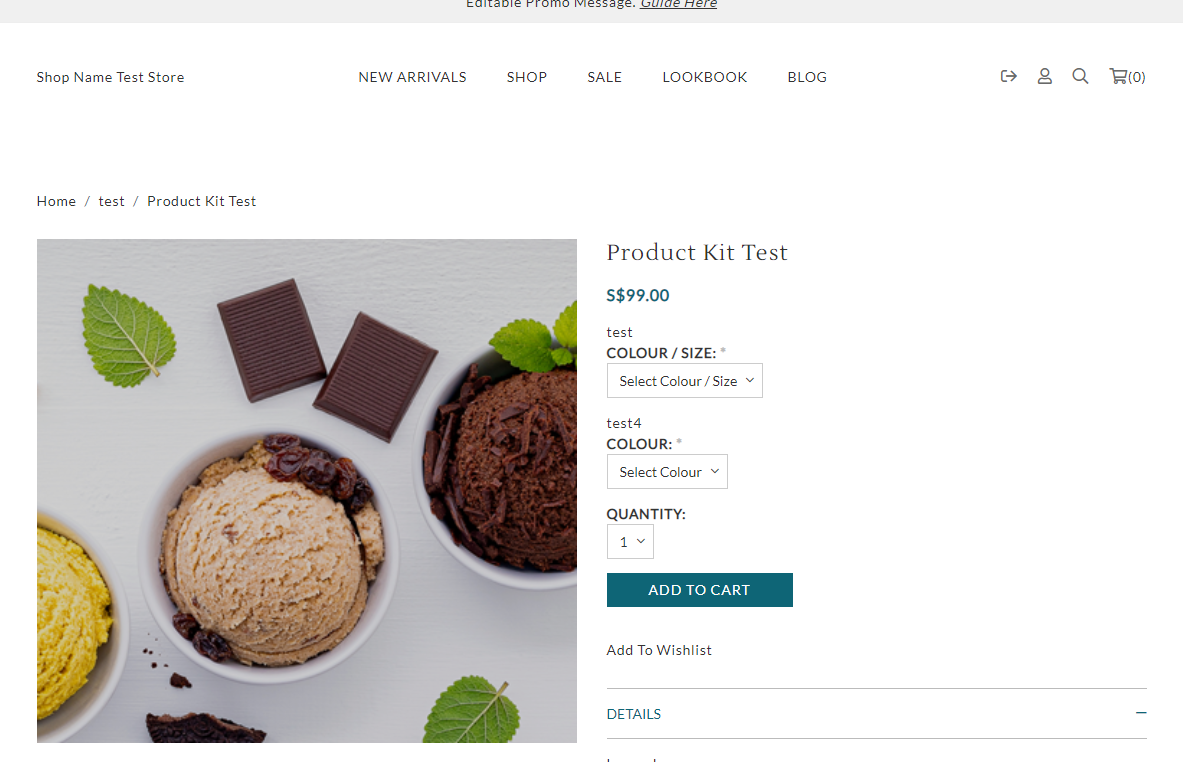 Editable Promo Message. Guide Here
Shop Name Test Store
NEW ARRIVALS
SHOP
SALE
LOOKBOOK
BLOG
(0)
Home / test / Product Kit Test
Product Kit Test
S$99.00
test
COLOUR / SIZE: *
Select Colour / Size
test4
COLOUR: *
Select Colour
QUANTITY:
1
ADD TO CART
Add To Wishlist
DETAILS